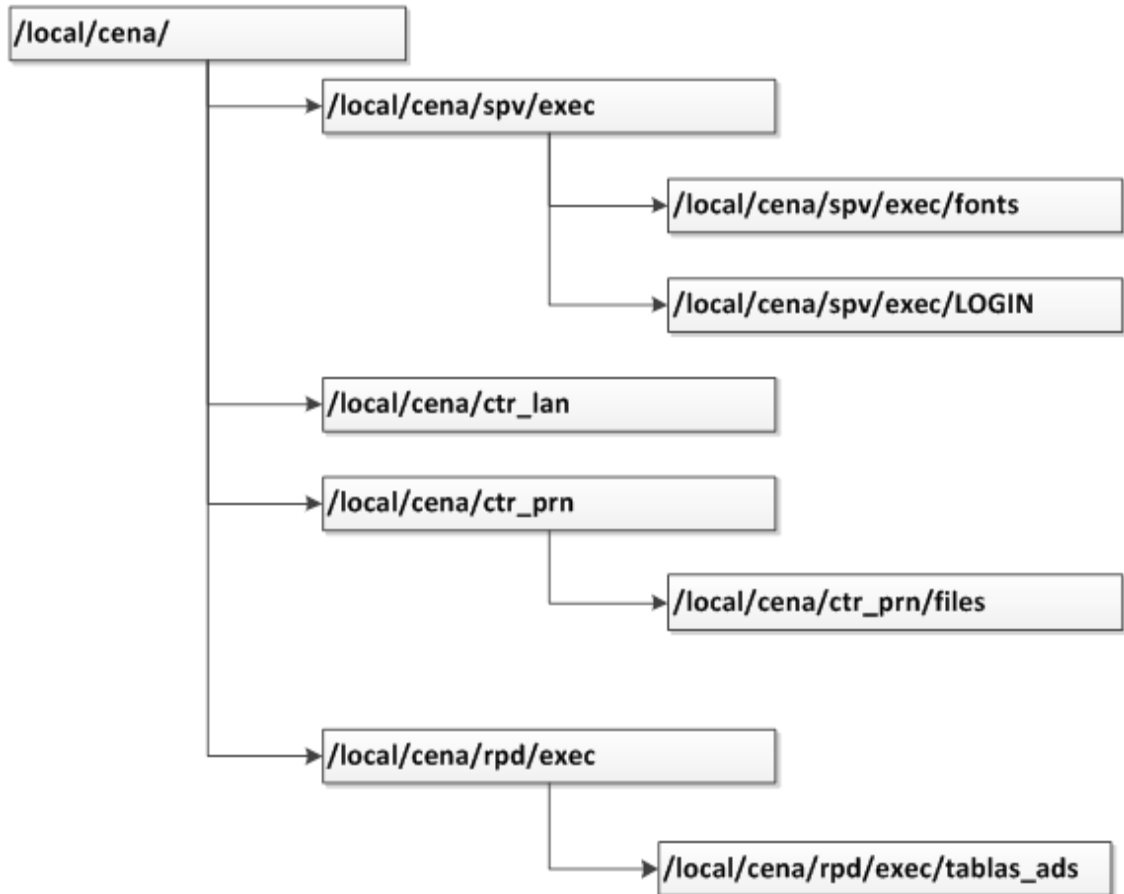 /local/cena/
/local/cena/spv/exec
/local/cena/spv/exec/fonts
/local/cena/spv/exec/LOGIN
/local/cena/ctr_lan
/local/cena/ctr_prn
/local/cena/ctr_prn/files
/local/cena/rpd/exec
/local/cena/rpd/exec/tablas_ads